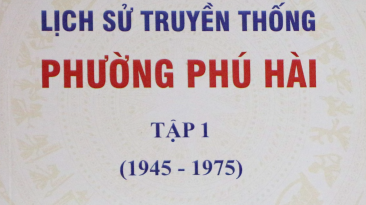 LỊCH SỬ TRUYỀN THỐNG
PHƯỜNG PHÚ HÀI
TẬP 1
(1945 - 1975)